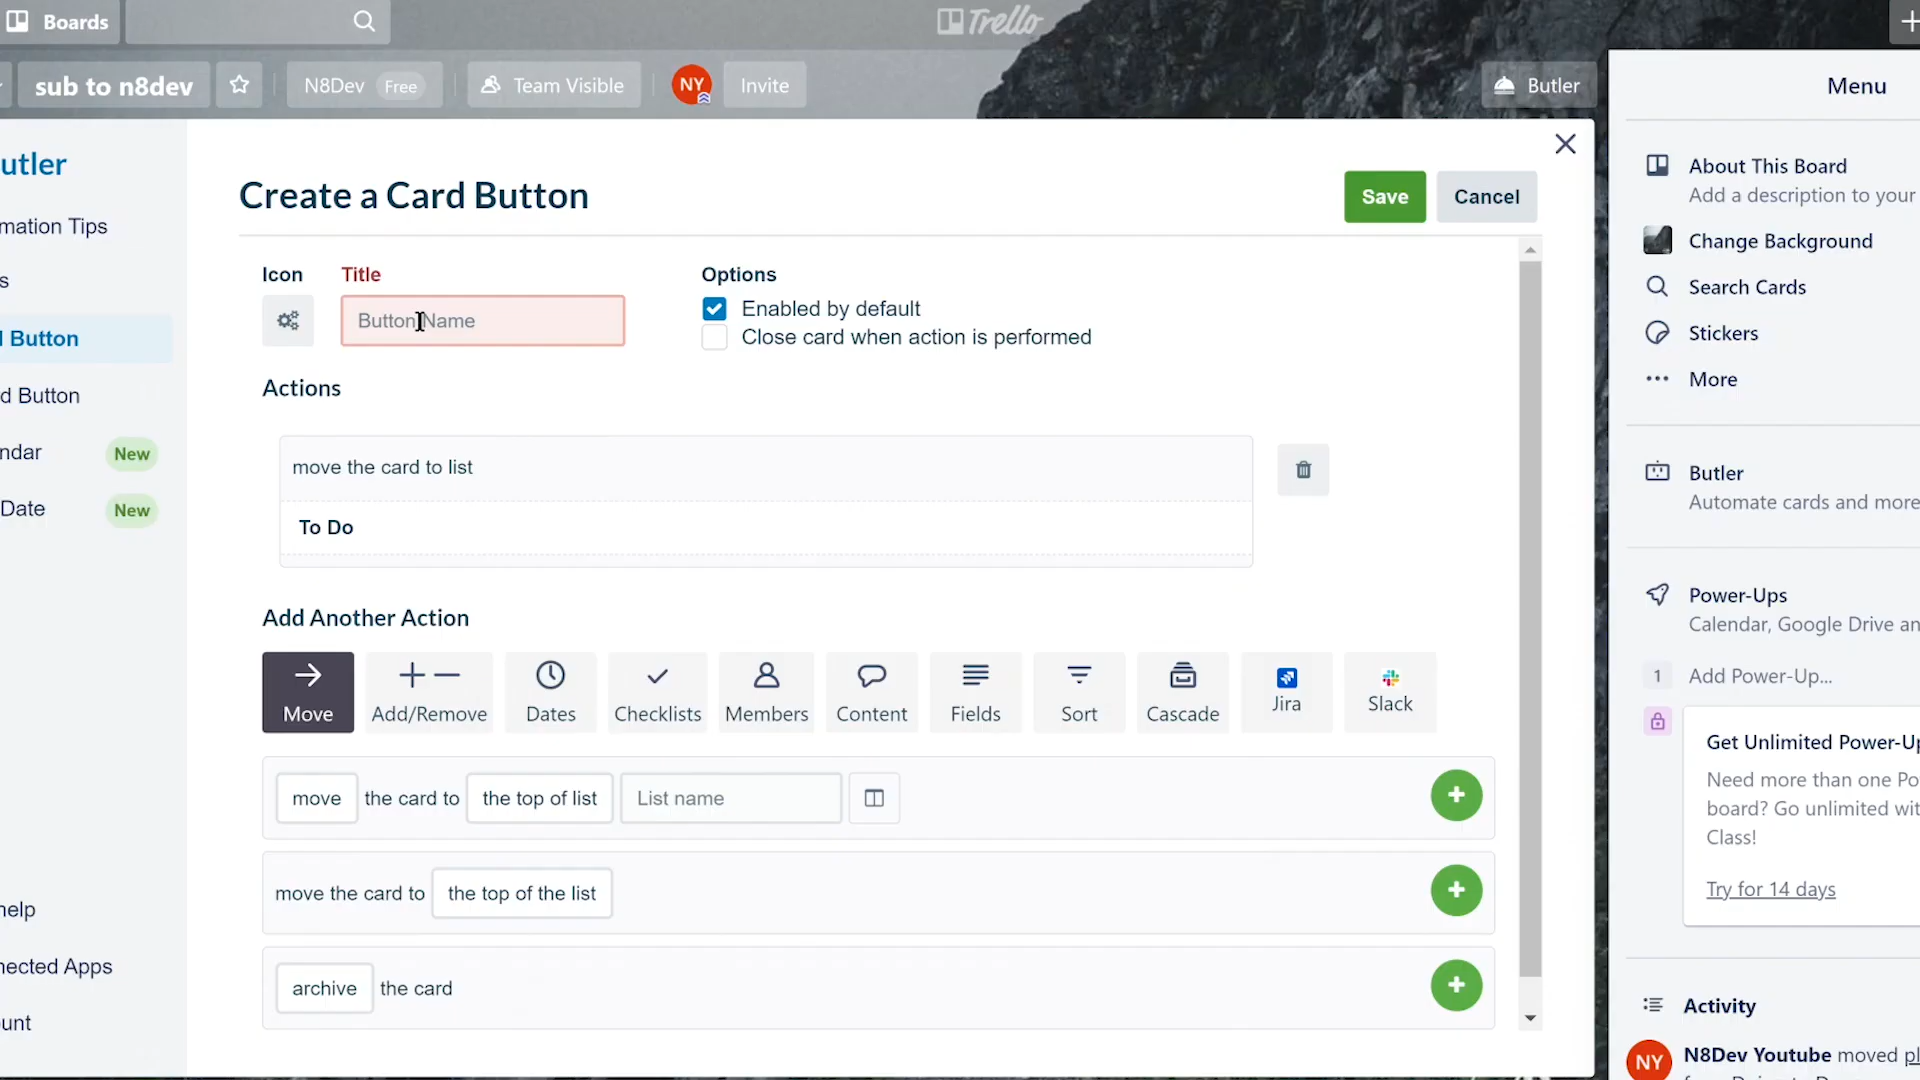 Boards
Trello
sub to n8dev
N8Dev Free
Team Visible
NY
Invite
Butler
Menu
utler
mation Tips
s
d Button
d Button
ndar New
Date New
help
nected Apps
unt
Create a Card Button
Save
Cancel
Icon
Title
Button Name
Options
Enabled by default
Close card when action is performed
Actions
move the card to list
To Do
Add Another Action
Move
Add/Remove
Dates
Checklists
Members
Content
Fields
Sort
Cascade
Jira
Slack
move the card to the top of list List name
move the card to the top of the list
archive the card
About This Board
Add a description to your
Change Background
Search Cards
Stickers
More
Butler
Automate cards and more
Power-Ups
Calendar, Google Drive an
1 Add Power-Up...
Get Unlimited Power-Up
Need more than one Po
board? Go unlimited wit
Class!
Try for 14 days
Activity
NY
N8Dev Youtube moved pl